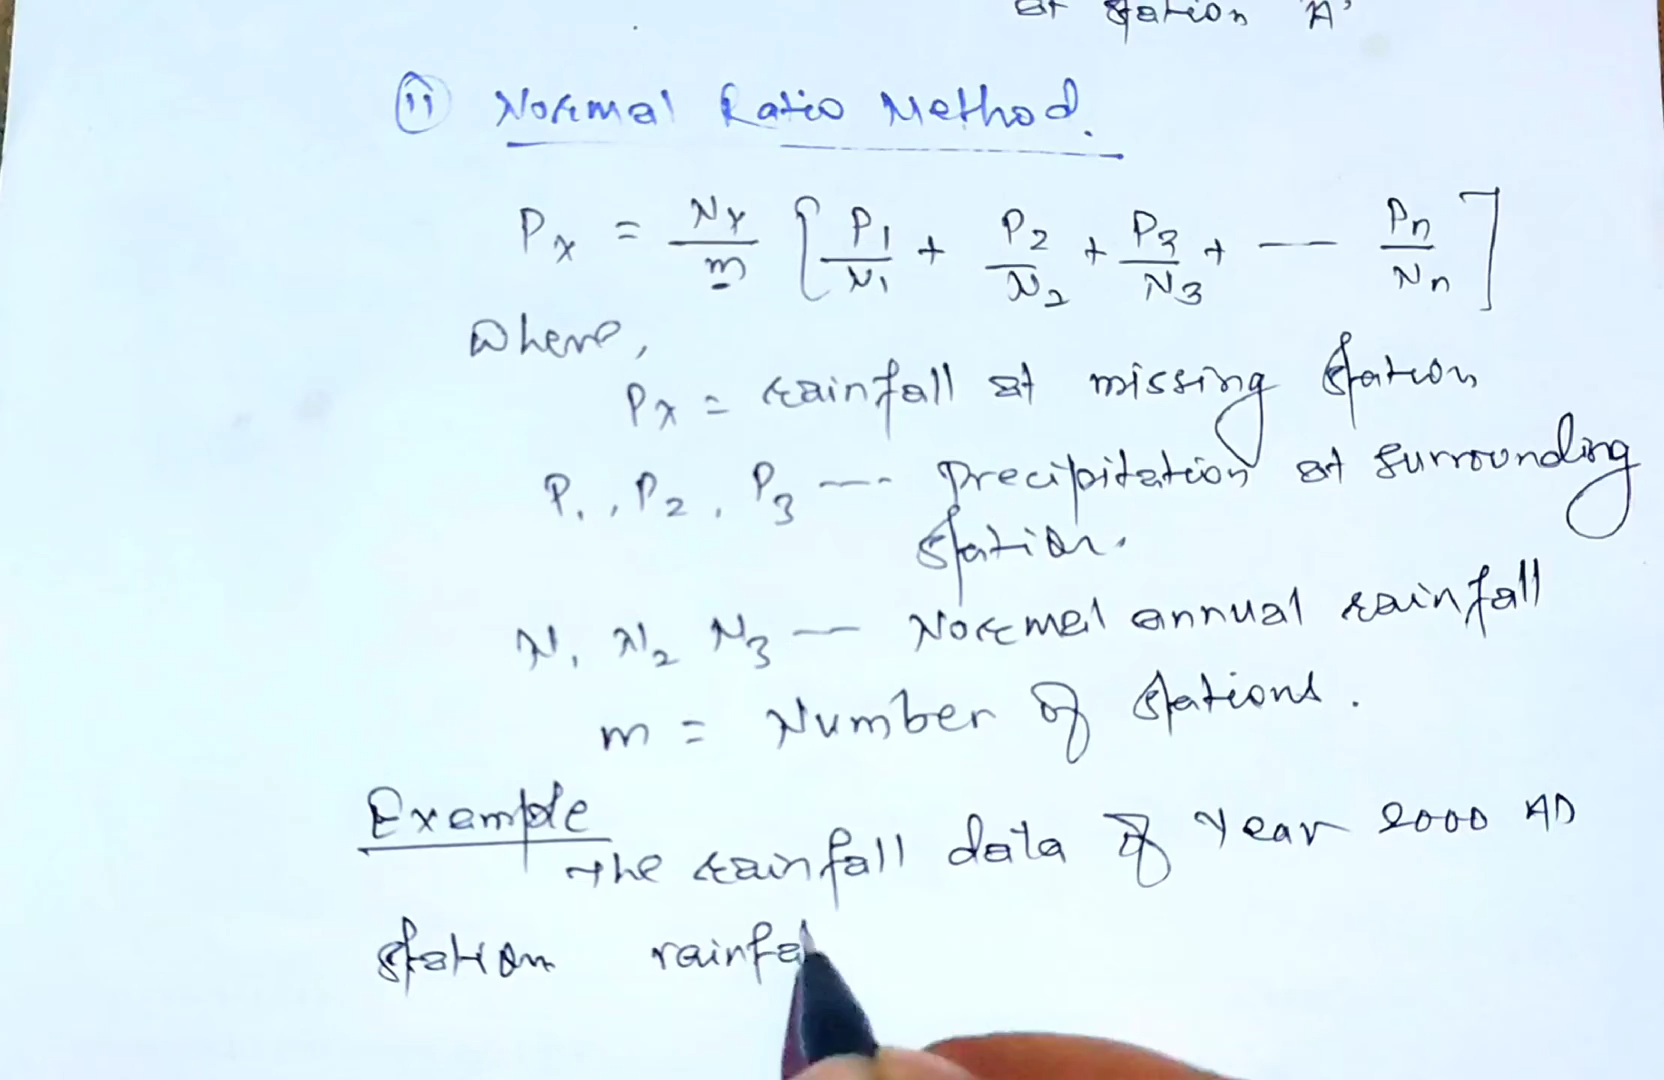 at station 'A'
(ii) Normal Ratio Method.
Px = Nx/m [P1/N1 + P2/N2 + P3/N3 + — Pn/Nn]
where,
Px = rainfall at missing station
P1, P2, P3 --- precipitation at surrounding
station.
N1 N2 N3 — Normal annual rainfall
m = Number of stations.
Example
The rainfall data of year 2000 AD
station rainfa